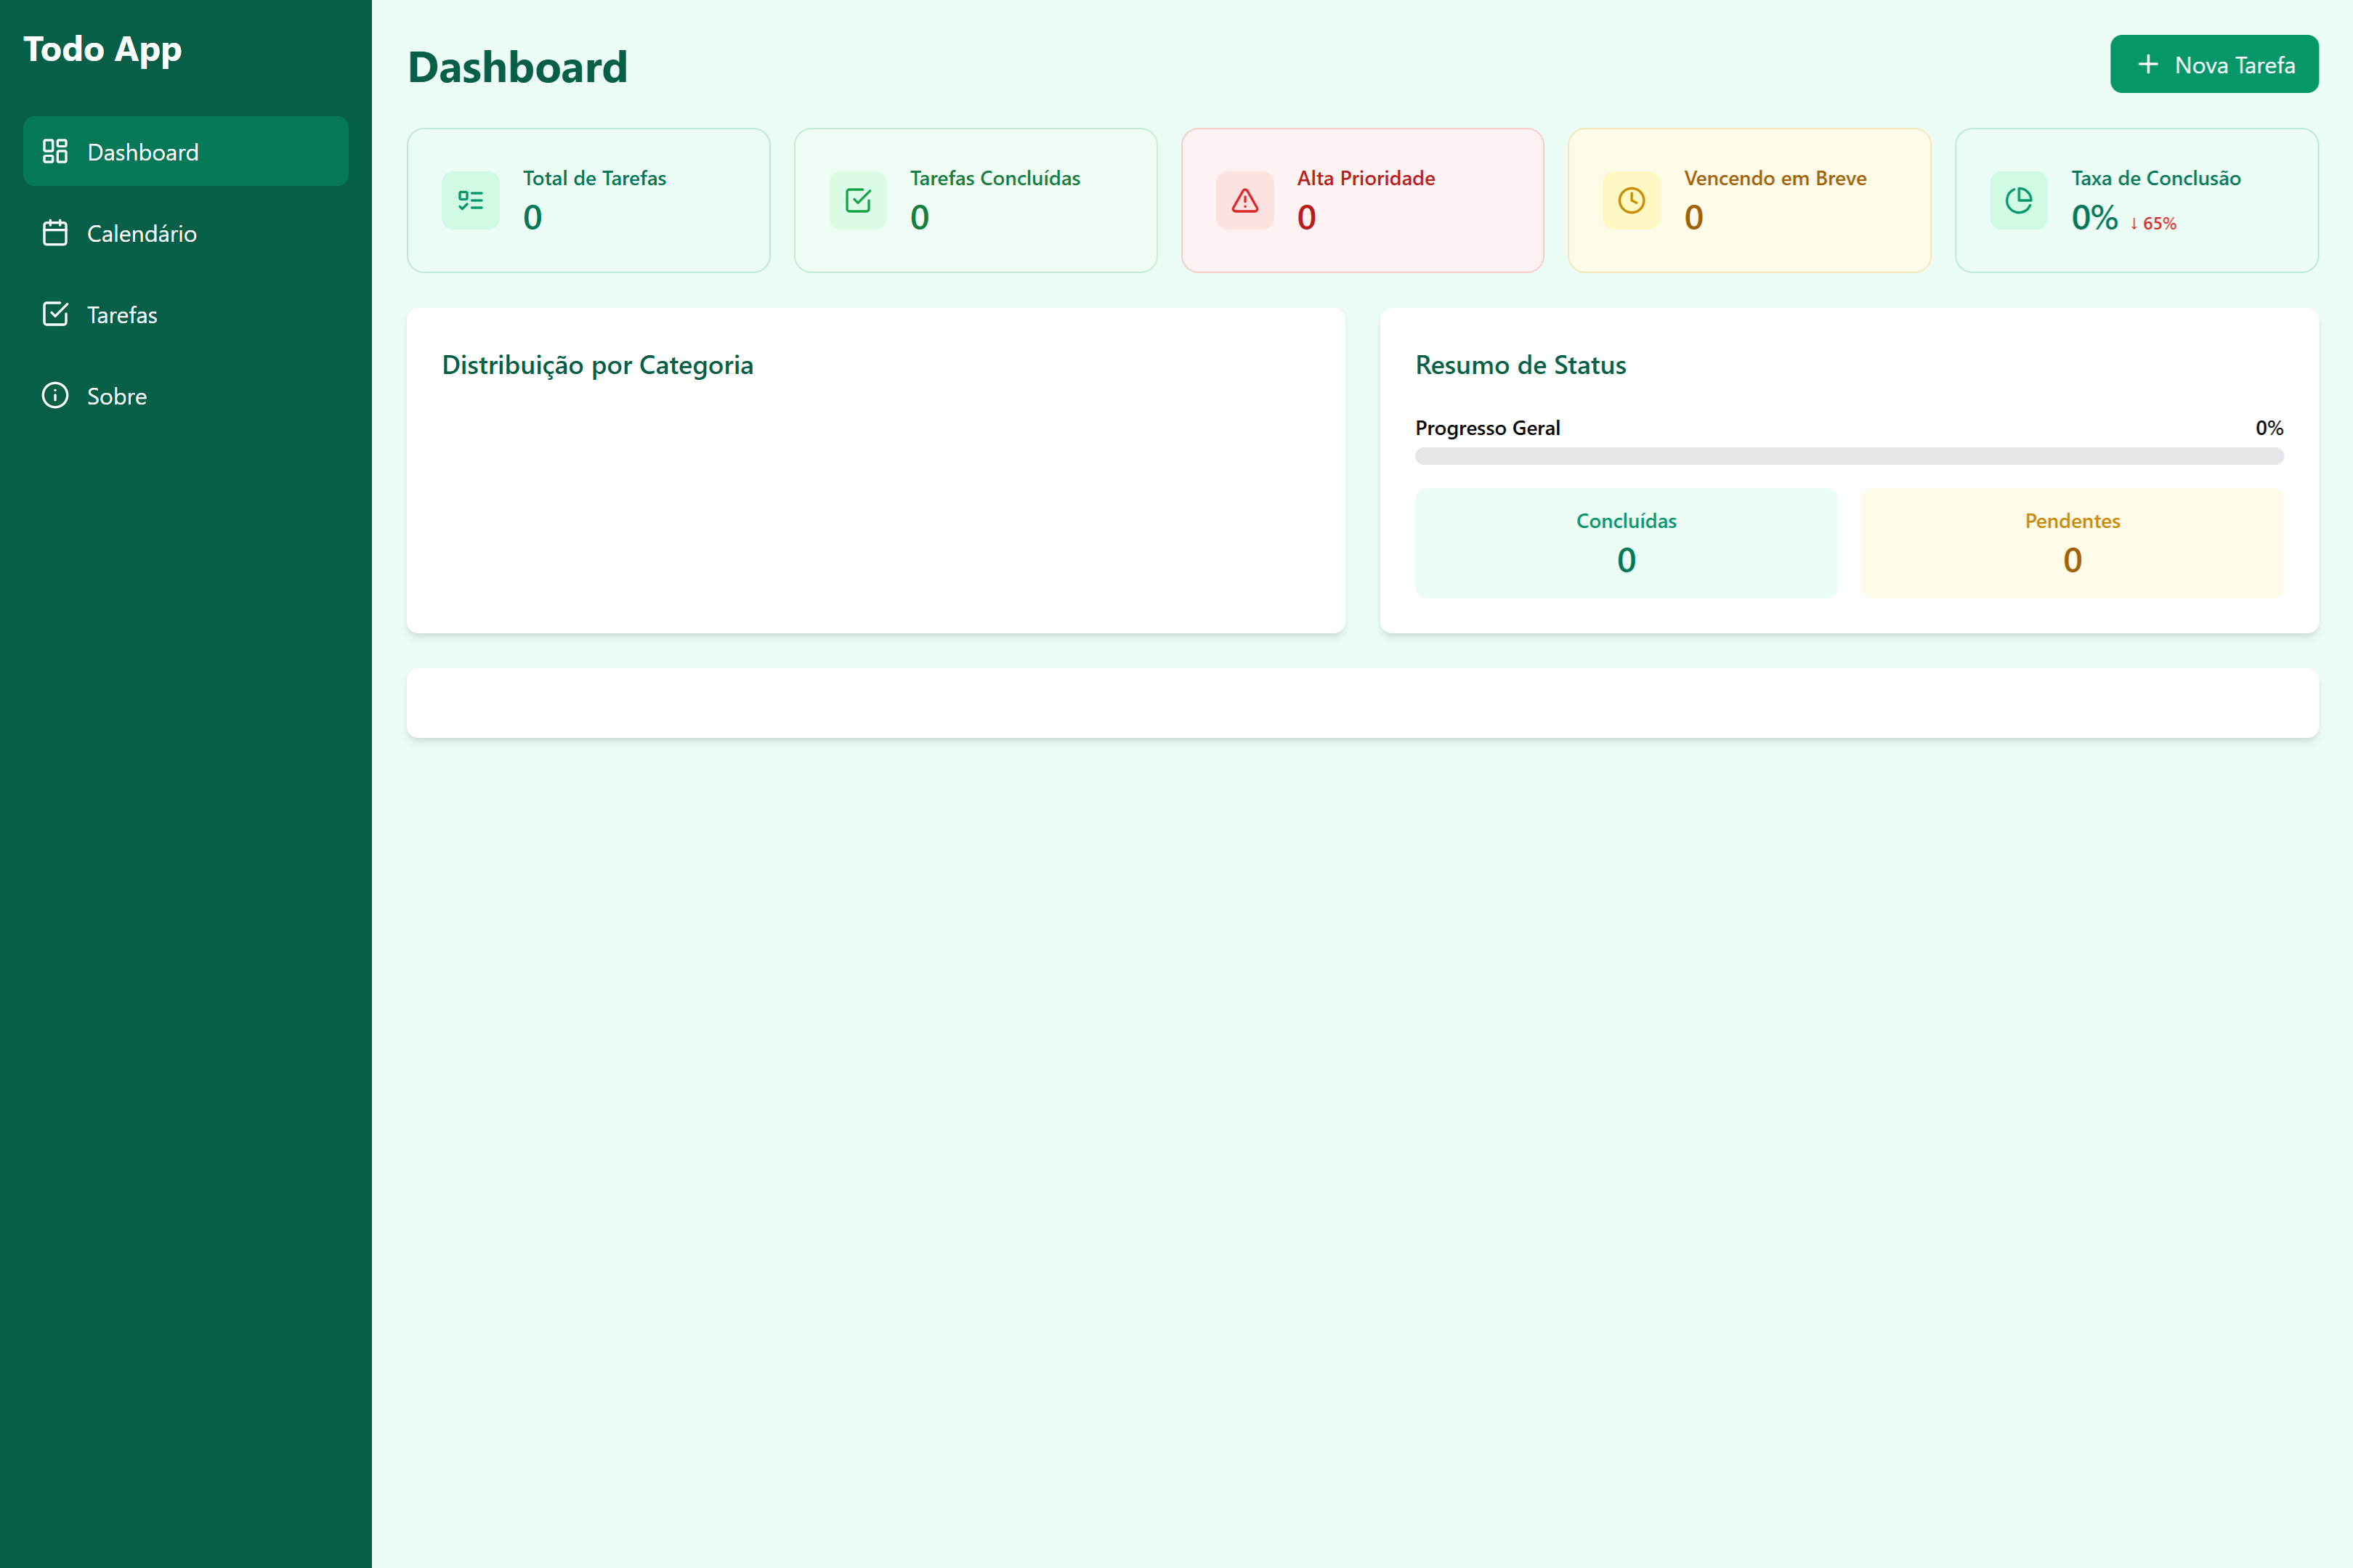 Todo App
Dashboard
Calendário
Tarefas
Sobre
Dashboard
Nova Tarefa
Total de Tarefas
0
Tarefas Concluídas
0
Alta Prioridade
0
Vencendo em Breve
0
Taxa de Conclusão
0% ↓ 65%
Distribuição por Categoria
Resumo de Status
Progresso Geral 0%
Concluídas
0
Pendentes
0